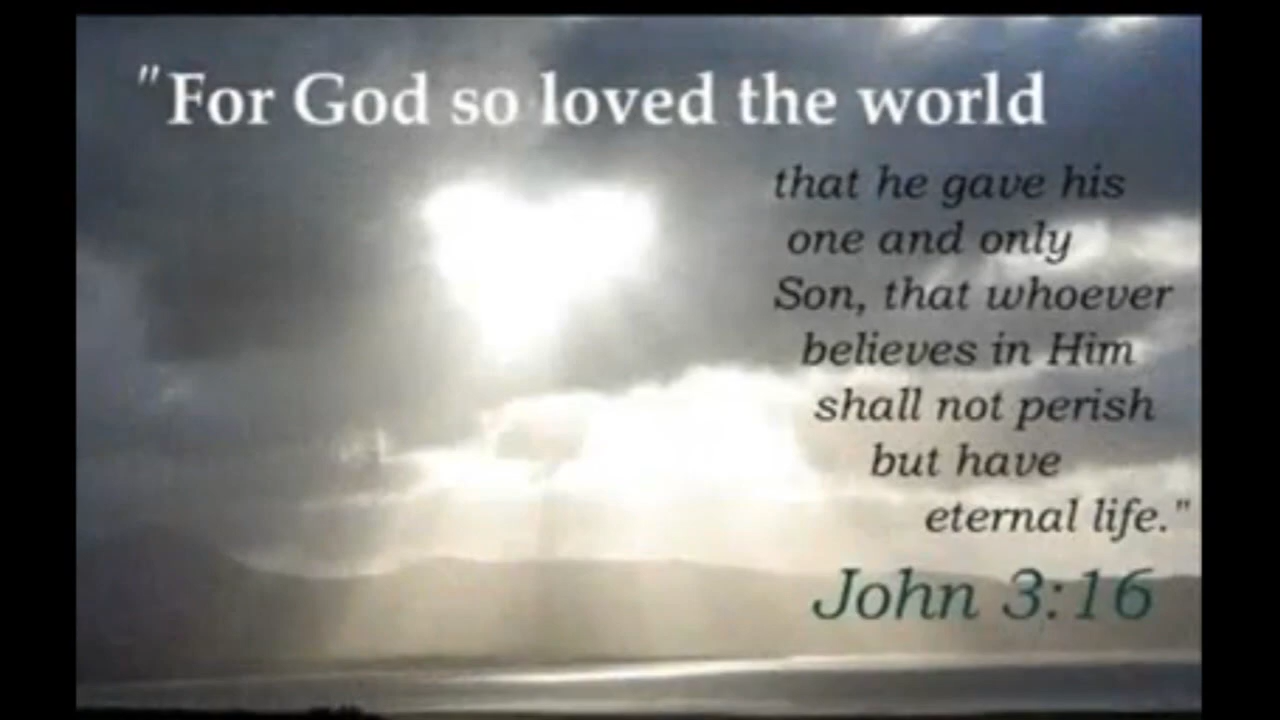 "For God so loved the world
that he gave his
one and only
Son, that whoever
believes in Him
shall not perish
but have
eternal life."
John 3:16